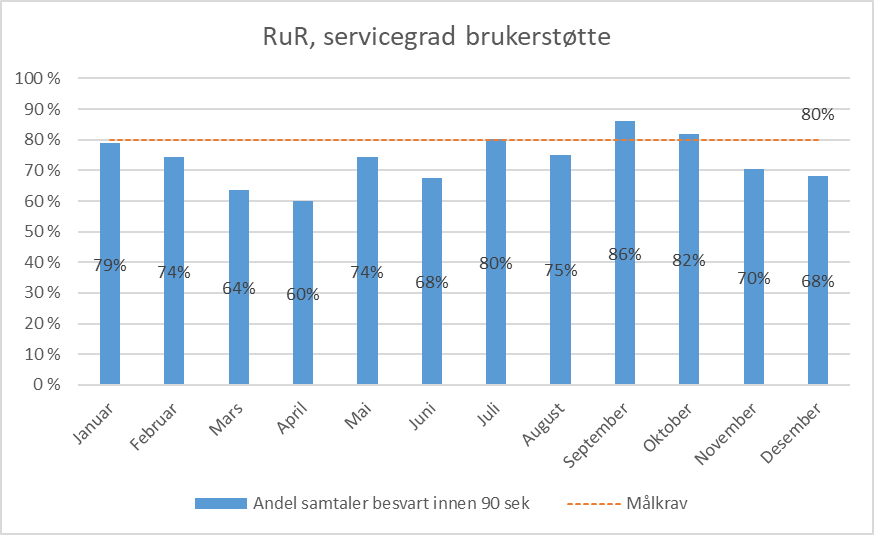 RuR, servicegrad brukerstøtte
100 %
90 %
80 %
70 %
60 %
50 %
40 %
30 %
20 %
10 %
0 %
80%
79%
74%
64%
60%
74%
68%
80%
75%
86%
82%
70%
68%
Januar
Februar
Mars
April
Mai
Juni
Juli
August
September
Oktober
November
Desember
Andel samtaler besvart innen 90 sek
Målkrav